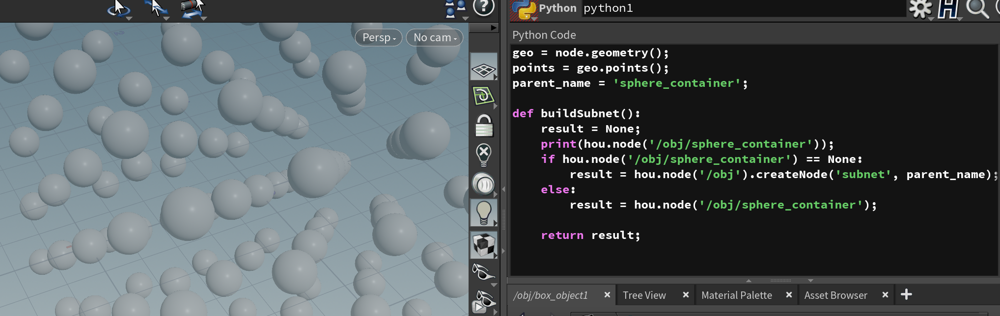 Persp
No cam
?
Python
python1
Python Code
geo = node.geometry();
points = geo.points();
parent_name = 'sphere_container';
def buildSubnet():
    result = None;
    print(hou.node('/obj/sphere_container'));
    if hou.node('/obj/sphere_container') == None:
        result = hou.node('/obj').createNode('subnet', parent_name);
    else:
        result = hou.node('/obj/sphere_container');
    return result;
/obj/box_object1
Tree View
Material Palette
Asset Browser